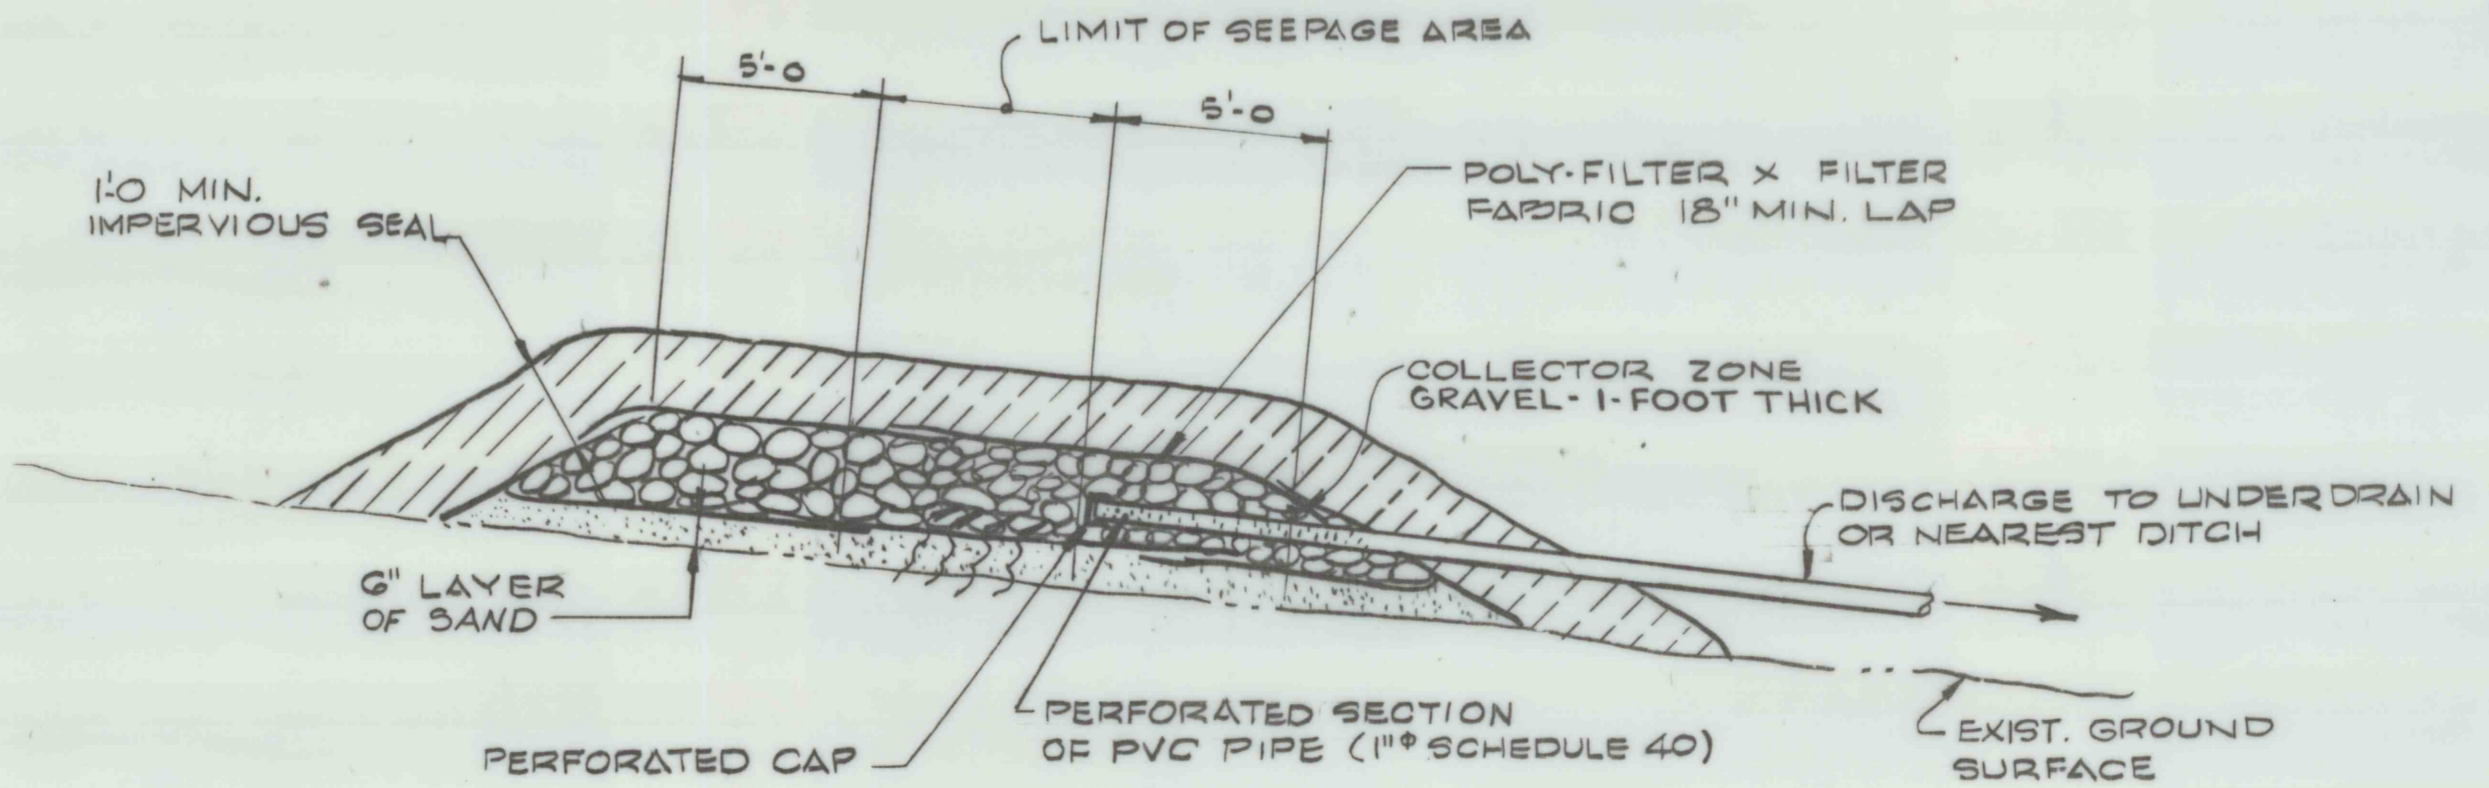 LIMIT OF SEEPAGE AREA
5'-0
5'-0
1'-0 MIN.
IMPERVIOUS SEAL
POLY-FILTER X FILTER
FABRIC 18" MIN. LAP
COLLECTOR ZONE
GRAVEL - 1-FOOT THICK
DISCHARGE TO UNDERDRAIN
OR NEAREST DITCH
6" LAYER
OF SAND
PERFORATED SECTION
OF PVC PIPE (1"Φ SCHEDULE 40)
PERFORATED CAP
EXIST. GROUND
SURFACE